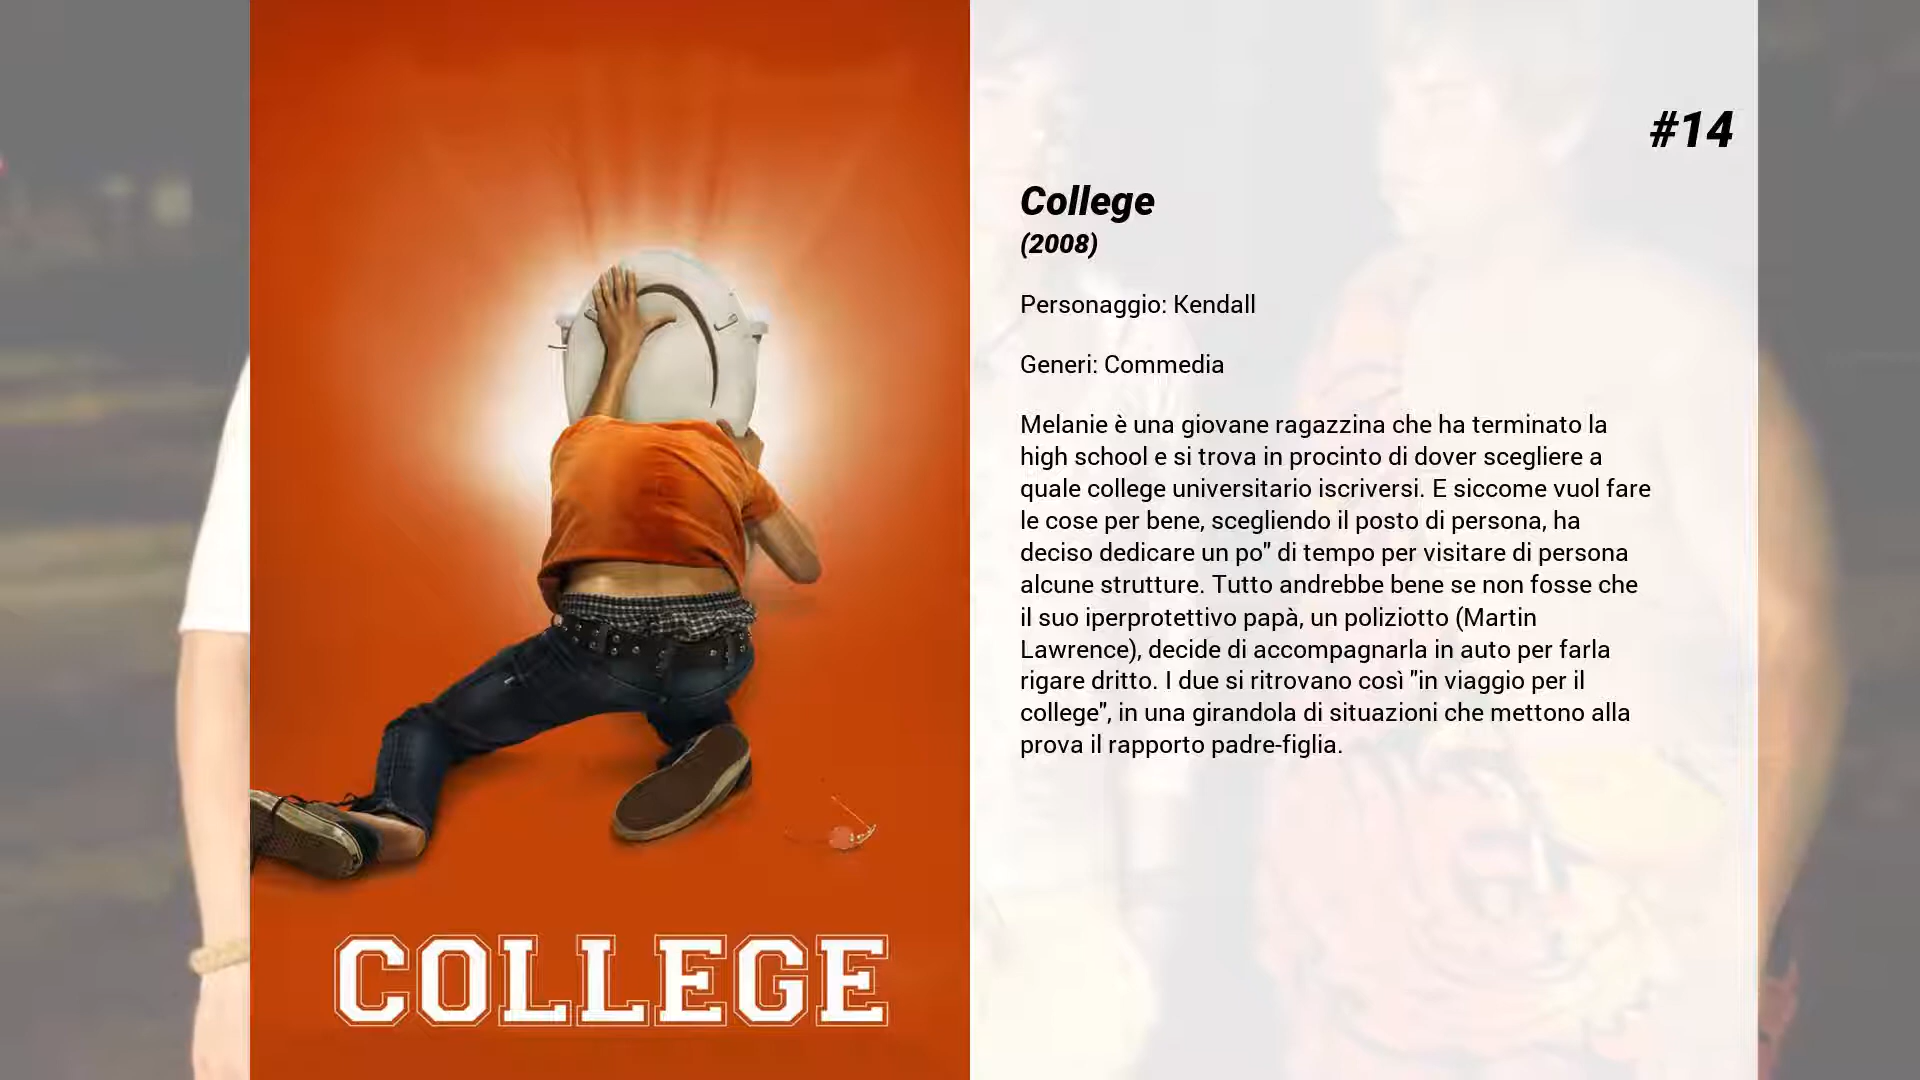 #14
College
(2008)
Personaggio: Kendall
Generi: Commedia
Melanie è una giovane ragazzina che ha terminato la
high school e si trova in procinto di dover scegliere a
quale college universitario iscriversi. E siccome vuol fare
le cose per bene, scegliendo il posto di persona, ha
deciso dedicare un po" di tempo per visitare di persona
alcune strutture. Tutto andrebbe bene se non fosse che
il suo iperprotettivo papà, un poliziotto (Martin
Lawrence), decide di accompagnarla in auto per farla
rigare dritto. I due si ritrovano così "in viaggio per il
college", in una girandola di situazioni che mettono alla
prova il rapporto padre-figlia.
COLLEGE